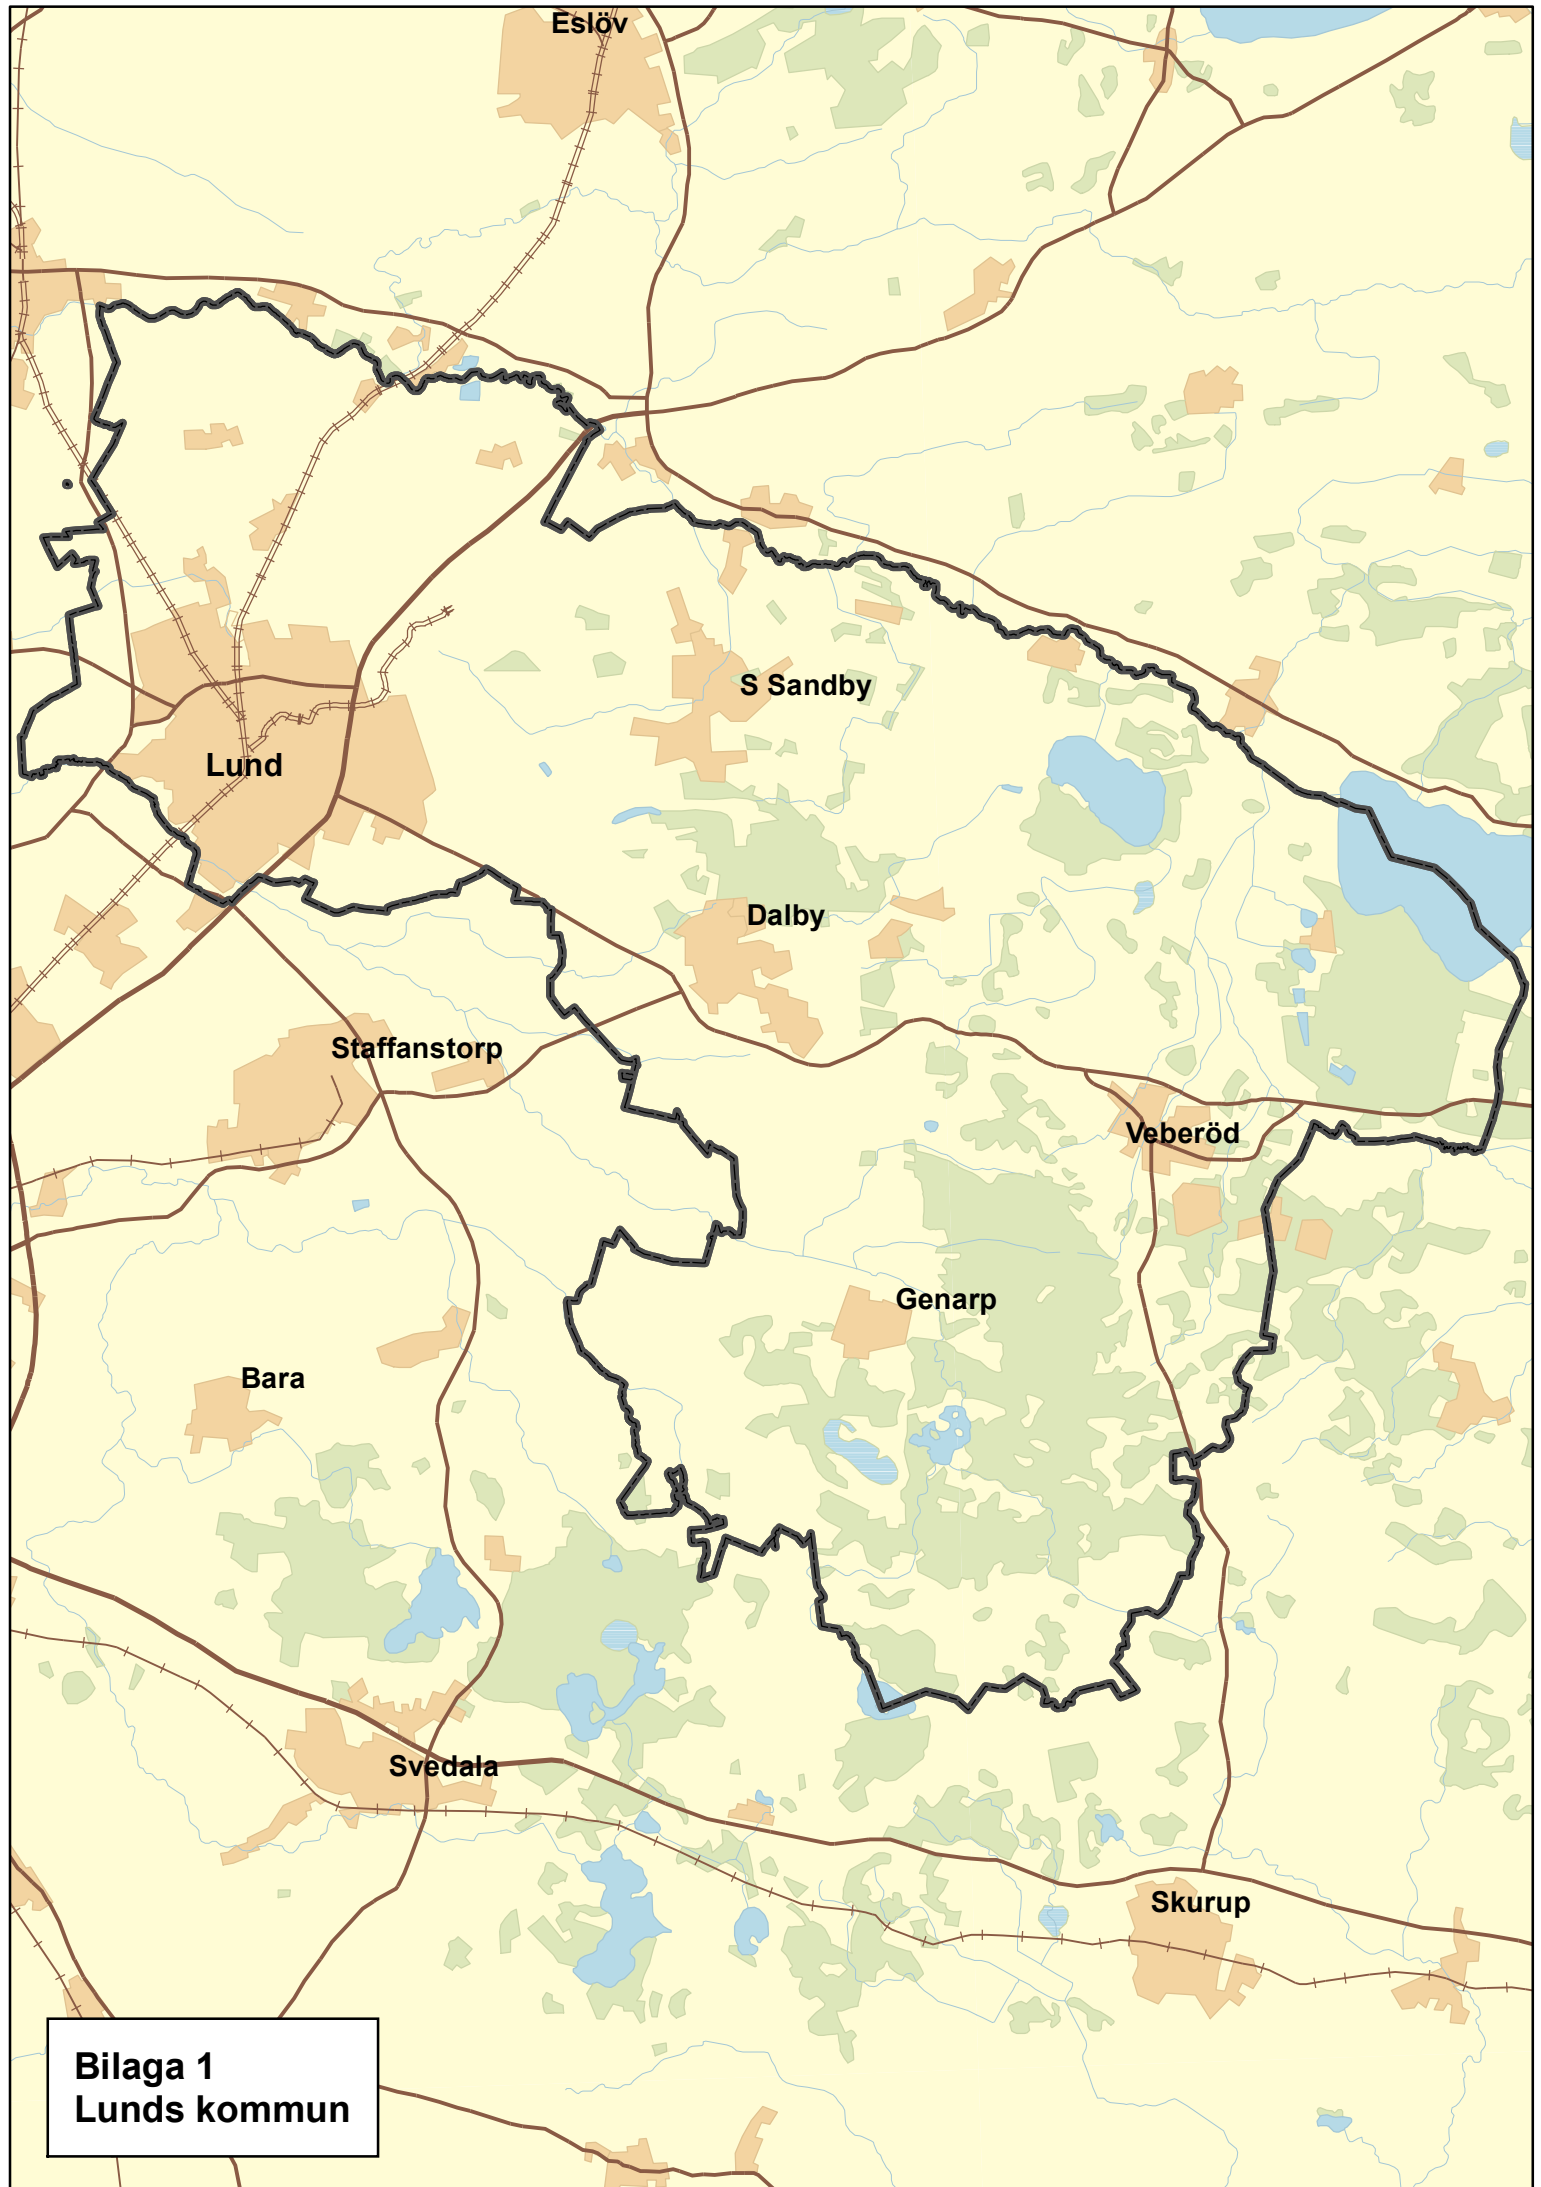 Eslöv
S Sandby
Lund
Dalby
Staffanstorp
Veberöd
Genarp
Bara
Svedala
Skurup
Bilaga 1
Lunds kommun